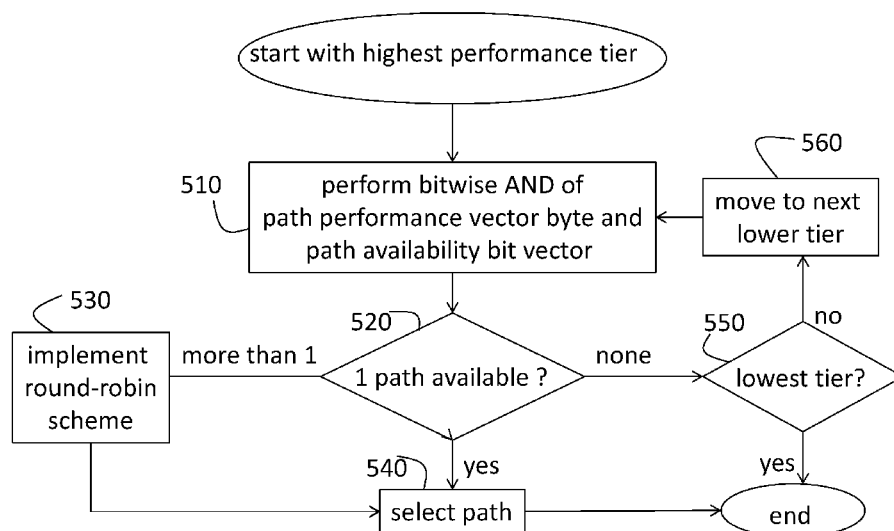 start with highest performance tier
560
510
perform bitwise AND of
path performance vector byte and
path availability bit vector
move to next
lower tier
530
520
550
no
implement
round-robin
scheme
more than 1
1 path available ?
none
lowest tier?
540
yes
yes
select path
end